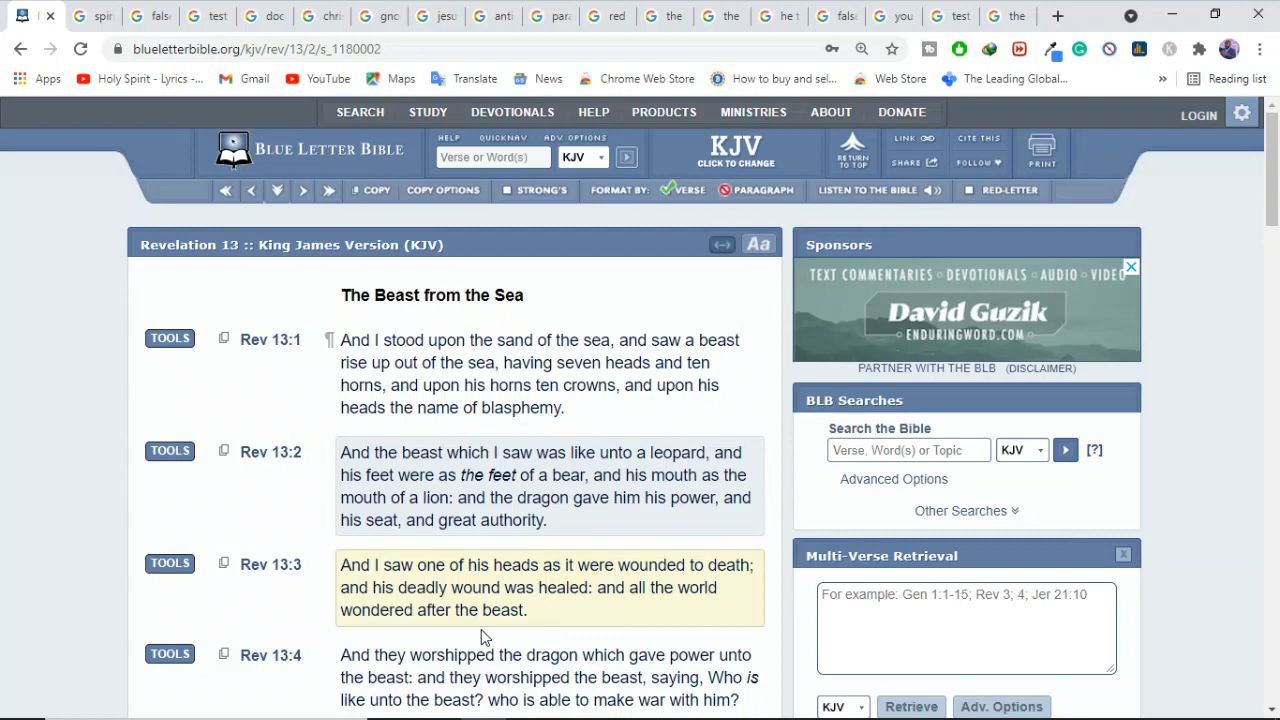 spir
false
test
doc
chris
gno
jesu
anti
para
red
the
the
he t
false
you
test
the
blueletterbible.org/kjv/rev/13/2/s_1180002
Apps
Holy Spirit - Lyrics -...
Gmail
YouTube
Maps
Translate
News
Chrome Web Store
How to buy and sel...
Web Store
The Leading Global...
»
Reading list
SEARCH STUDY DEVOTIONALS HELP PRODUCTS MINISTRIES ABOUT DONATE
LOGIN
BLUE LETTER BIBLE
HELP QUICKNAV ADV. OPTIONS
Verse or Word(s) KJV
KJV
CLICK TO CHANGE
RETURN
TO TOP
LINK CITE THIS
SHARE FOLLOW
PRINT
COPY COPY OPTIONS STRONG'S FORMAT BY: VERSE PARAGRAPH LISTEN TO THE BIBLE RED-LETTER
Revelation 13 :: King James Version (KJV)
Aa
The Beast from the Sea
TOOLS Rev 13:1 ¶ And I stood upon the sand of the sea, and saw a beast
rise up out of the sea, having seven heads and ten
horns, and upon his horns ten crowns, and upon his
heads the name of blasphemy.
TOOLS Rev 13:2 And the beast which I saw was like unto a leopard, and
his feet were as the feet of a bear, and his mouth as the
mouth of a lion: and the dragon gave him his power, and
his seat, and great authority.
TOOLS Rev 13:3 And I saw one of his heads as it were wounded to death;
and his deadly wound was healed: and all the world
wondered after the beast.
TOOLS Rev 13:4 And they worshipped the dragon which gave power unto
the beast: and they worshipped the beast, saying, Who is
like unto the beast? who is able to make war with him?
Sponsors
TEXT COMMENTARIES ○ DEVOTIONALS ○ AUDIO ○ VIDEO
David Guzik
ENDURINGWORD.COM
PARTNER WITH THE BLB (DISCLAIMER)
BLB Searches
Search the Bible
Verse, Word(s) or Topic KJV [?]
Advanced Options
Other Searches
Multi-Verse Retrieval X
For example: Gen 1:1-15; Rev 3; 4; Jer 21:10
KJV Retrieve Adv. Options